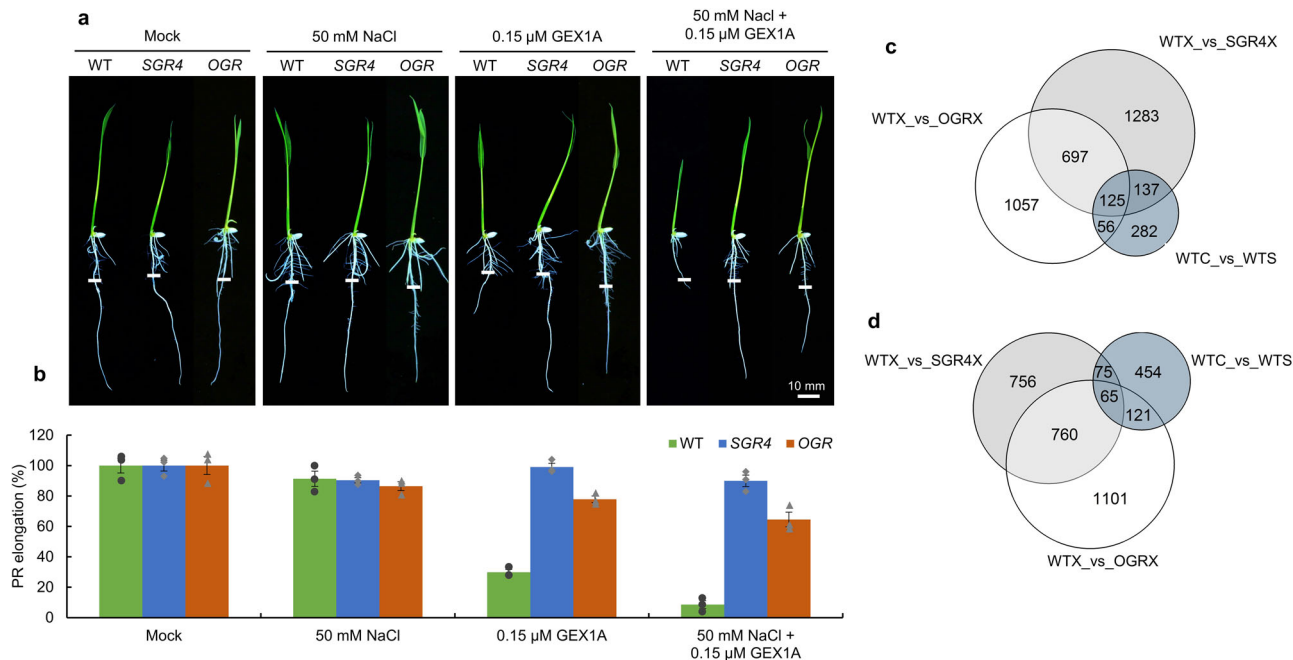 a
Mock
50 mM NaCl
0.15 µM GEX1A
50 mM Nacl +
0.15 µM GEX1A
WT SGR4 OGR
WT SGR4 OGR
WT SGR4 OGR
WT SGR4 OGR
10 mm
b
PR elongation (%)
120
100
80
60
40
20
0
WT SGR4 OGR
Mock
50 mM NaCl
0.15 µM GEX1A
50 mM NaCl +
0.15 µM GEX1A
c
WTX_vs_SGR4X
WTX_vs_OGRX
1283
697
137
125
1057
56
282
WTC_vs_WTS
d
WTX_vs_SGR4X
WTC_vs_WTS
756
75
454
65
121
760
1101
WTX_vs_OGRX